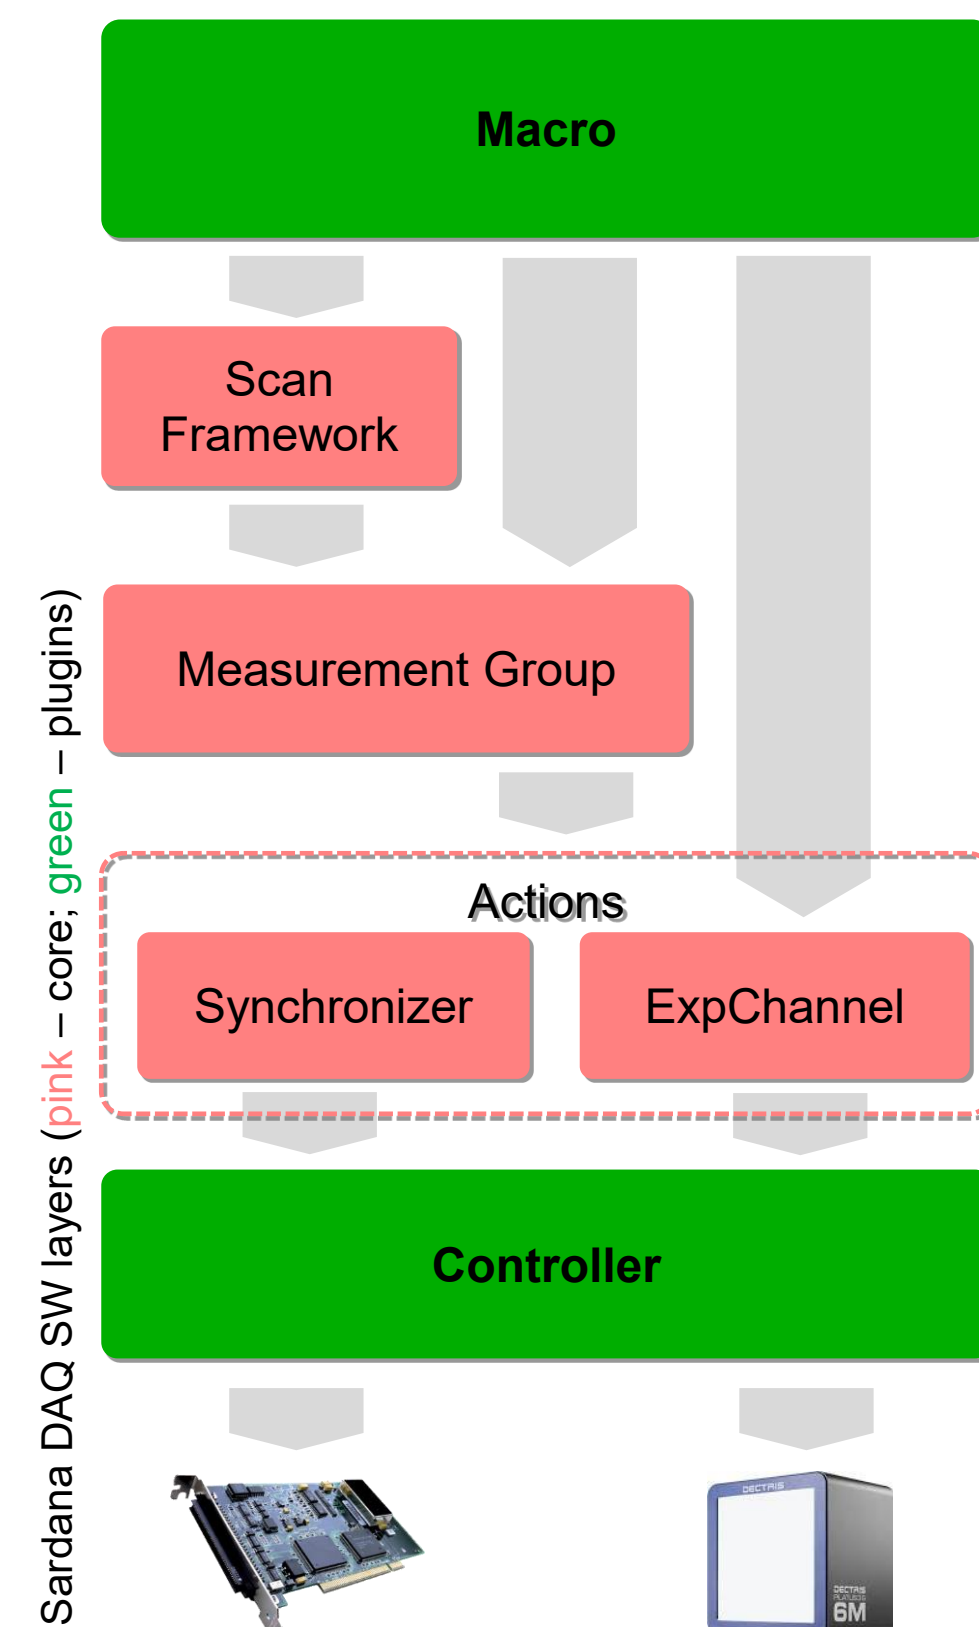 Macro
Scan
Framework
Measurement Group
Actions
Synchronizer
ExpChannel
Controller
Sardana DAQ SW layers (pink – core; green – plugins)
DECTRIS
DECTRIS
6M